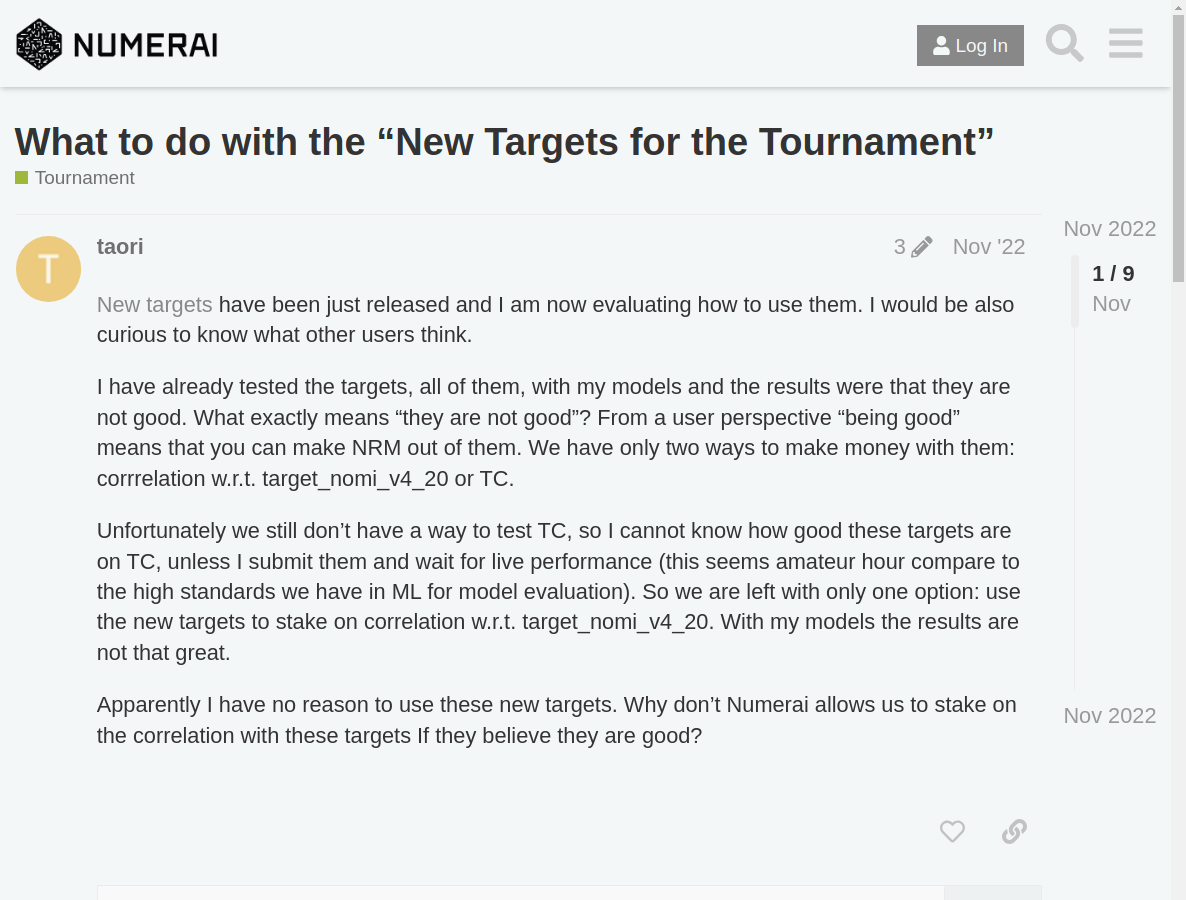 NUMERAI
Log In
What to do with the “New Targets for the Tournament”
Tournament
T
taori
3
Nov '22
Nov 2022
1 / 9
Nov
New targets have been just released and I am now evaluating how to use them. I would be also
curious to know what other users think.
I have already tested the targets, all of them, with my models and the results were that they are
not good. What exactly means “they are not good”? From a user perspective “being good”
means that you can make NRM out of them. We have only two ways to make money with them:
corrrelation w.r.t. target_nomi_v4_20 or TC.
Unfortunately we still don’t have a way to test TC, so I cannot know how good these targets are
on TC, unless I submit them and wait for live performance (this seems amateur hour compare to
the high standards we have in ML for model evaluation). So we are left with only one option: use
the new targets to stake on correlation w.r.t. target_nomi_v4_20. With my models the results are
not that great.
Apparently I have no reason to use these new targets. Why don’t Numerai allows us to stake on
the correlation with these targets If they believe they are good?
Nov 2022